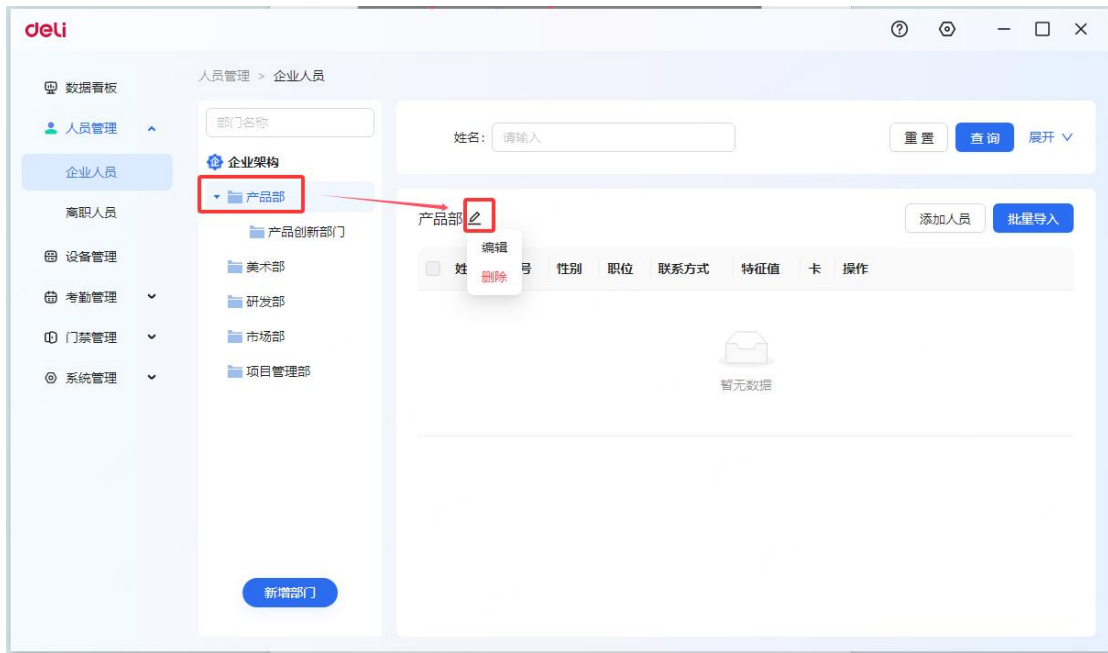 deli
数据看板
人员管理
企业人员
离职人员
设备管理
考勤管理
门禁管理
系统管理
人员管理 > 企业人员
部门名称
企业架构
产品部
产品创新部门
美术部
研发部
市场部
项目管理部
新增部门
姓名: 请输入
重置 查询 展开
产品部
添加人员 批量导入
编辑
删除
姓 号 性别 职位 联系方式 特征值 卡 操作
暂无数据